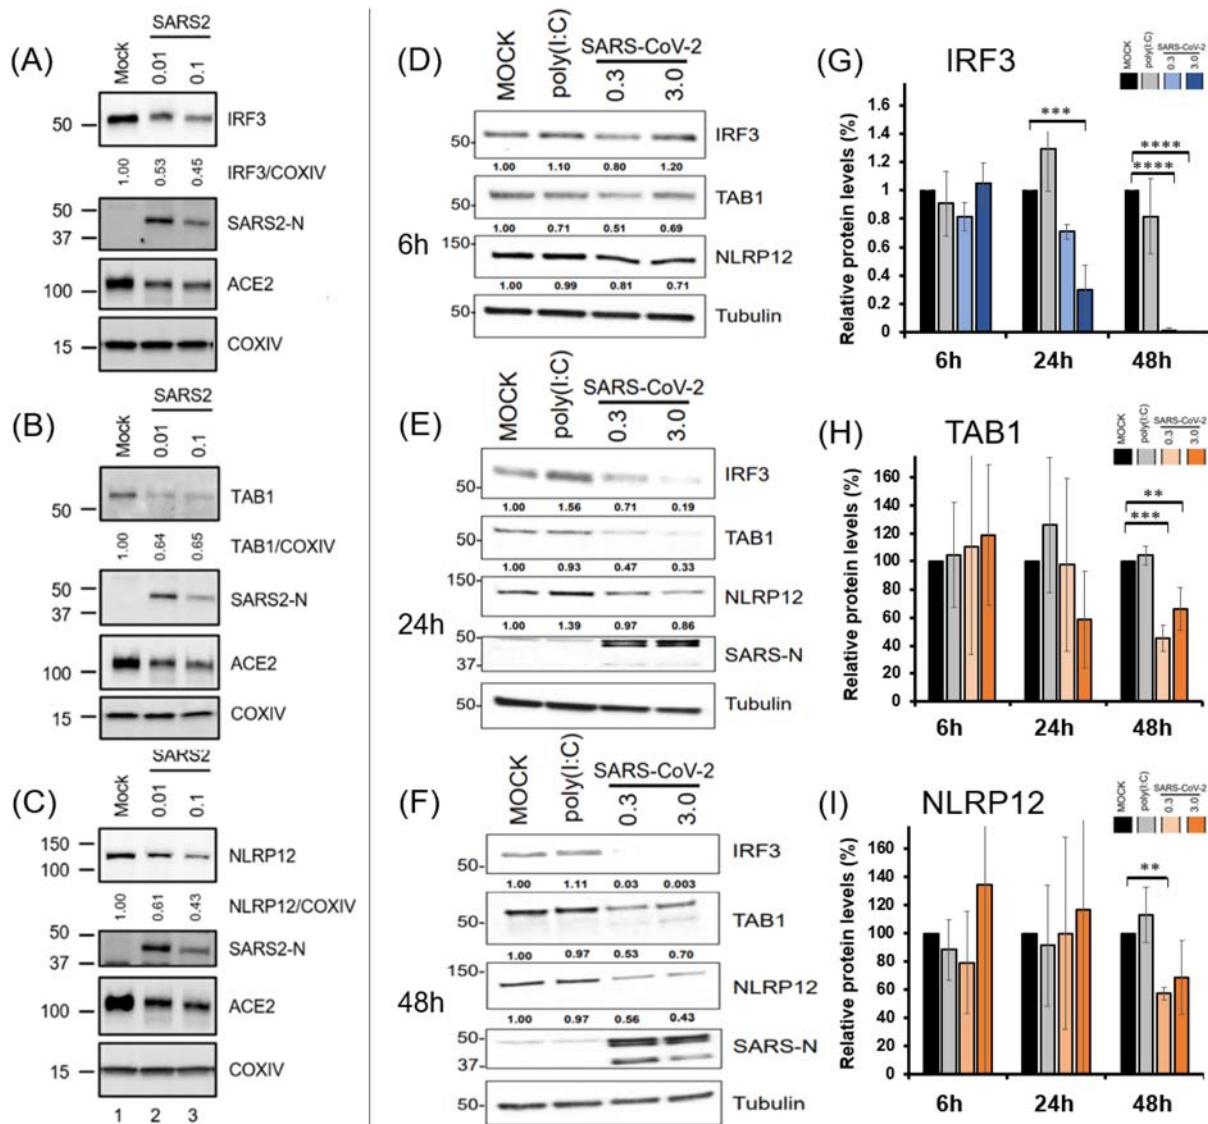 (A)
SARS2
Mock 0.01 0.1
50
IRF3
1.00 0.53 0.45 IRF3/COXIV
50
37
SARS2-N
100
ACE2
15
COXIV
(B)
SARS2
Mock 0.01 0.1
50
TAB1
1.00 0.64 0.65 TAB1/COXIV
50
37
SARS2-N
100
ACE2
15
COXIV
(C)
SARS2
Mock 0.01 0.1
150
100
NLRP12
1.00 0.61 0.43 NLRP12/COXIV
50
37
SARS2-N
100
ACE2
15
COXIV
1 2 3
(D)
SARS-CoV-2
MOCK poly(I:C) 0.3 3.0
50
IRF3
1.00 1.10 0.80 1.20
50
TAB1
1.00 0.71 0.51 0.69
6h
150
NLRP12
1.00 0.99 0.81 0.71
50
Tubulin
(E)
SARS-CoV-2
MOCK poly(I:C) 0.3 3.0
50
IRF3
1.00 1.56 0.71 0.19
50
TAB1
1.00 0.93 0.47 0.33
24h
150
NLRP12
1.00 1.39 0.97 0.86
50
37
SARS-N
50
Tubulin
(F)
SARS-CoV-2
MOCK poly(I:C) 0.3 3.0
50
IRF3
1.00 1.11 0.03 0.003
50
TAB1
1.00 0.97 0.53 0.70
48h
150
NLRP12
1.00 0.97 0.56 0.43
50
37
SARS-N
50
Tubulin
(G) IRF3
MOCK poly(I:C) SARS-CoV-2 0.3 3.0
Relative protein levels (%)
1.6
1.4
1.2
1
0.8
0.6
0.4
0.2
0
***
****
****
6h 24h 48h
(H) TAB1
MOCK poly(I:C) SARS-CoV-2 0.3 3.0
Relative protein levels (%)
160
140
120
100
80
60
40
20
0
**
***
6h 24h 48h
(I) NLRP12
MOCK poly(I:C) SARS-CoV-2 0.3 3.0
Relative protein levels (%)
160
140
120
100
80
60
40
20
0
**
6h 24h 48h